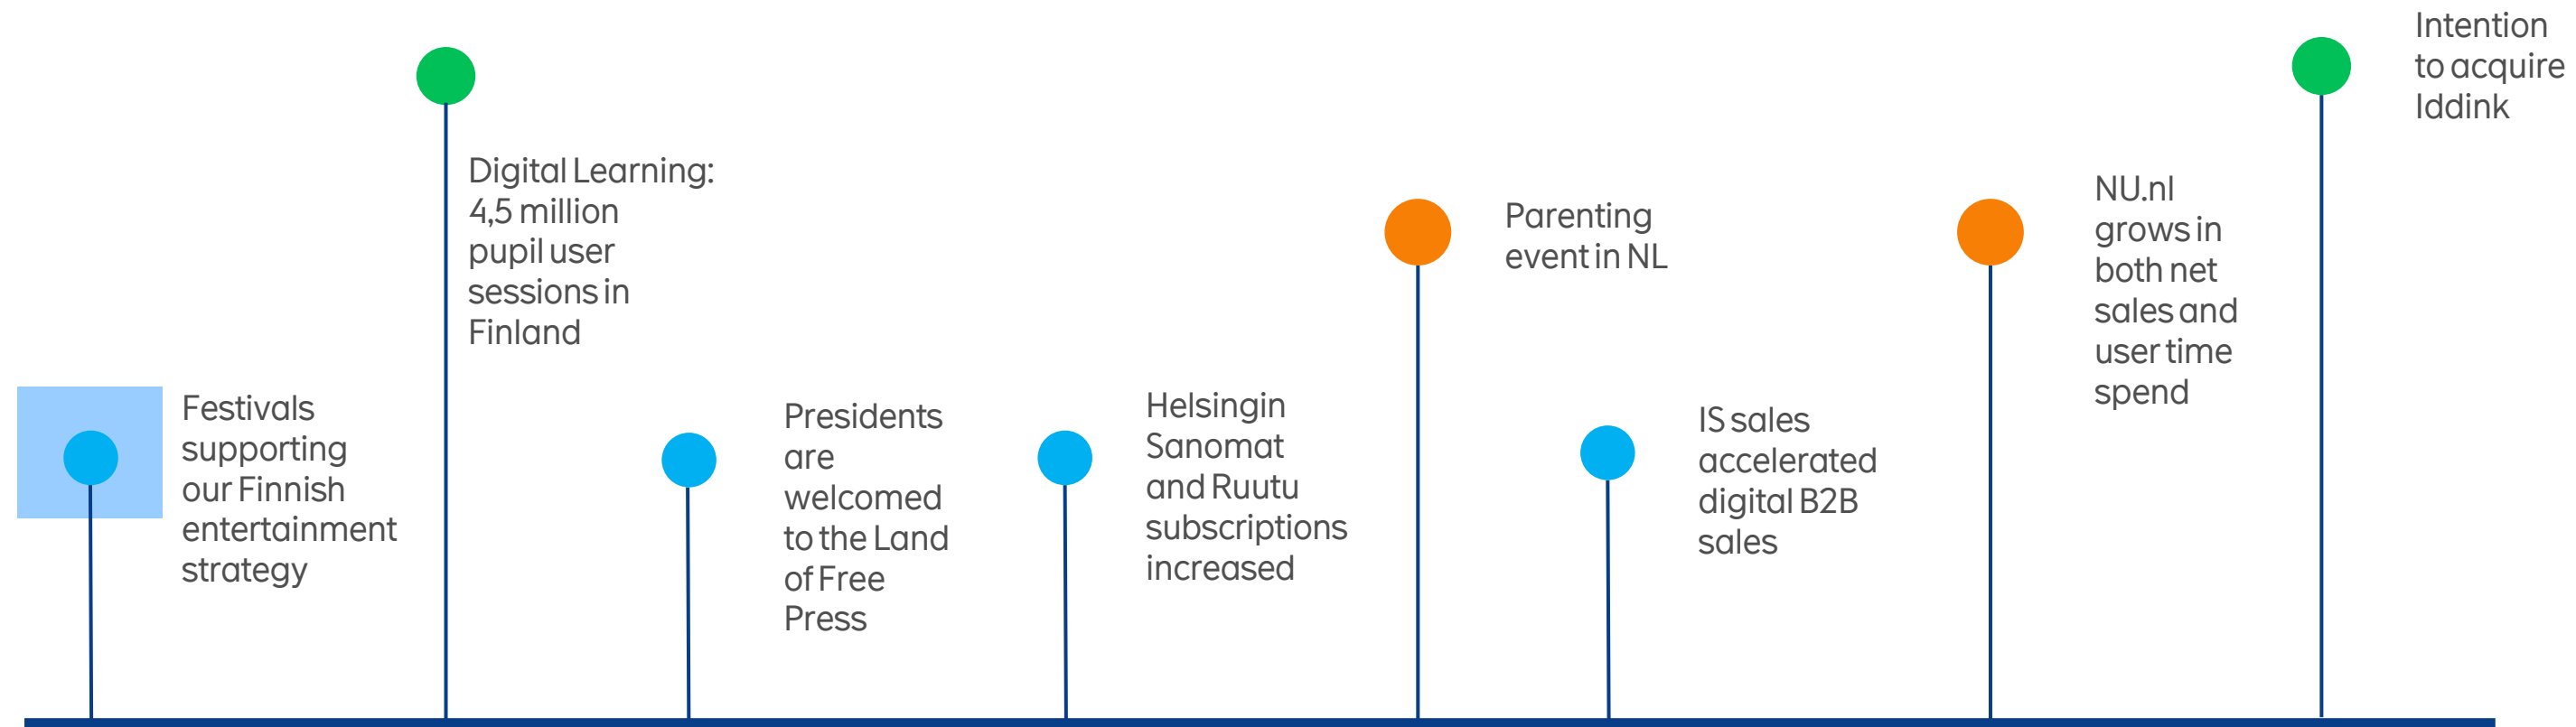 Festivals
supporting
our Finnish
entertainment
strategy
Digital Learning:
4,5 million
pupil user
sessions in
Finland
Presidents
are
welcomed
to the Land
of Free
Press
Helsingin
Sanomat
and Ruutu
subscriptions
increased
Parenting
event in NL
IS sales
accelerated
digital B2B
sales
NU.nl
grows in
both net
sales and
user time
spend
Intention
to acquire
Iddink